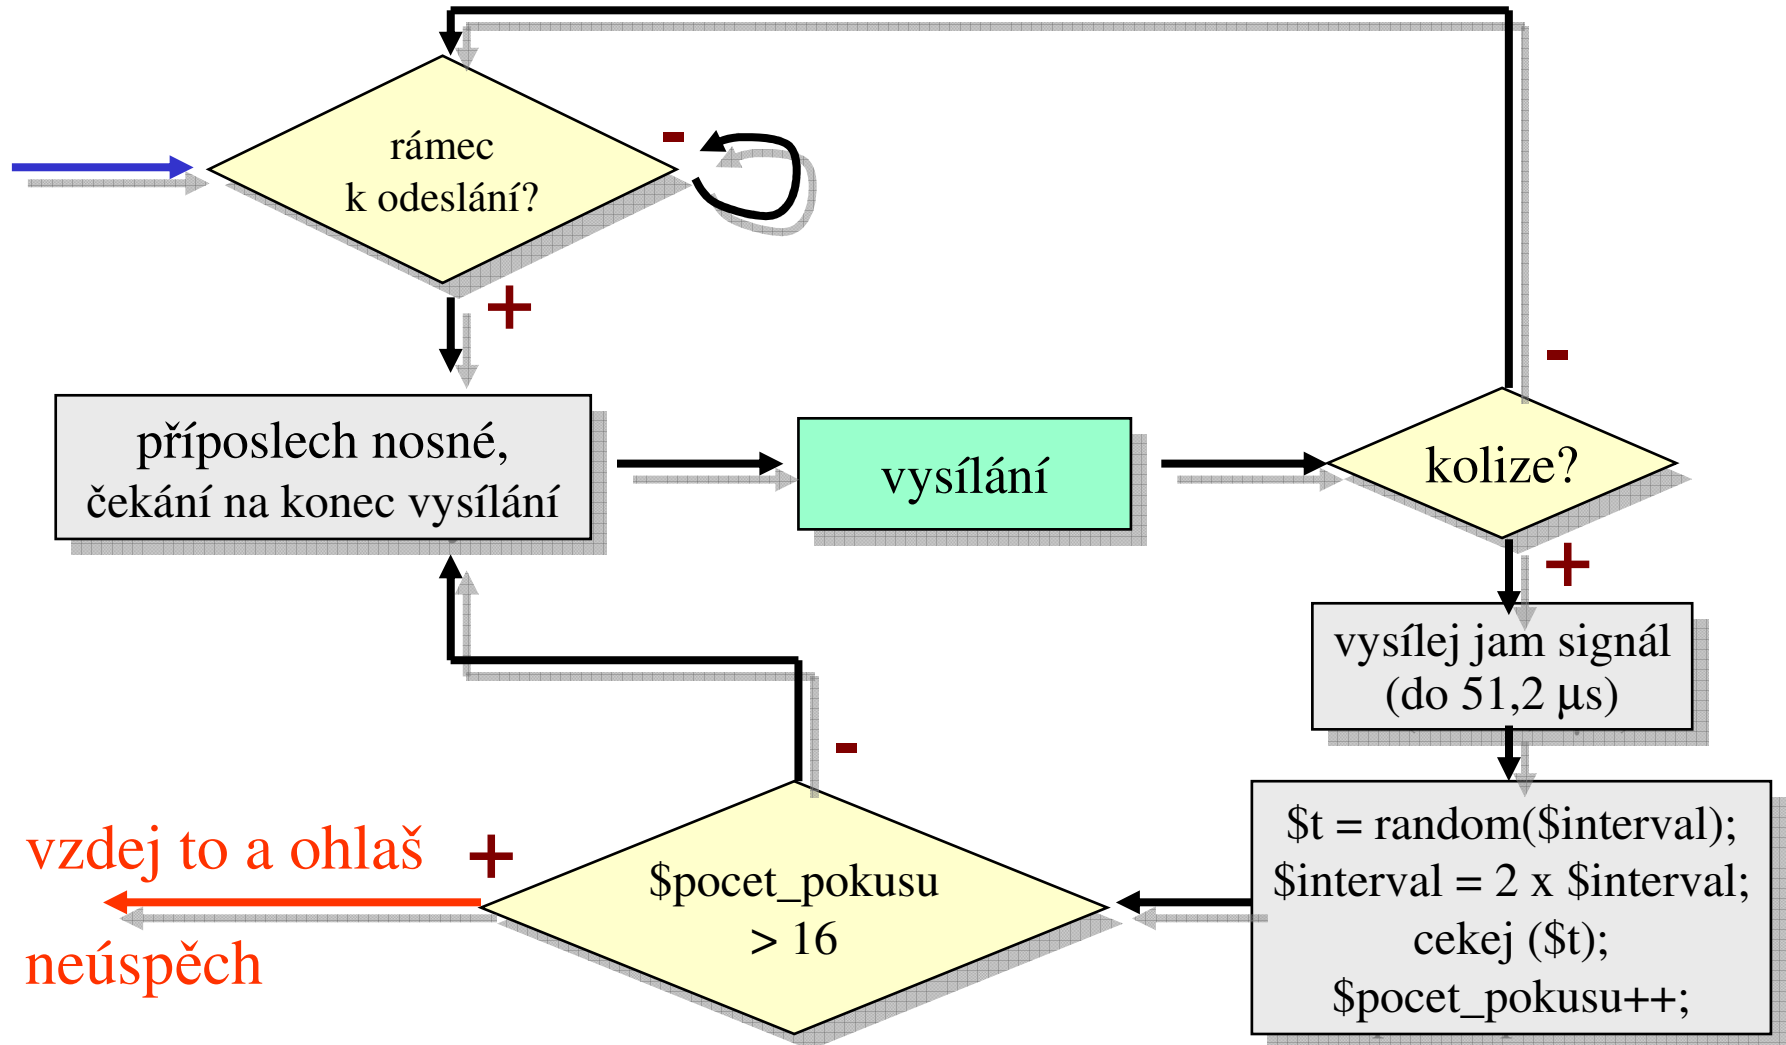 rámec
k odeslání?
-
+
příposlech nosné,
čekání na konec vysílání
vysílání
kolize?
-
+
vysílej jam signál
(do 51,2 µs)
$t = random($interval);
$interval = 2 x $interval;
cekej ($t);
$pocet_pokusu++;
$pocet_pokusu
> 16
-
+
vzdej to a ohlaš
neúspěch